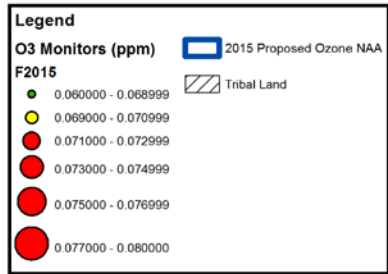 Legend
O3 Monitors (ppm)
F2015
0.060000 - 0.068999
0.069000 - 0.070999
0.071000 - 0.072999
0.073000 - 0.074999
0.075000 - 0.076999
0.077000 - 0.080000
2015 Proposed Ozone NAA
Tribal Land